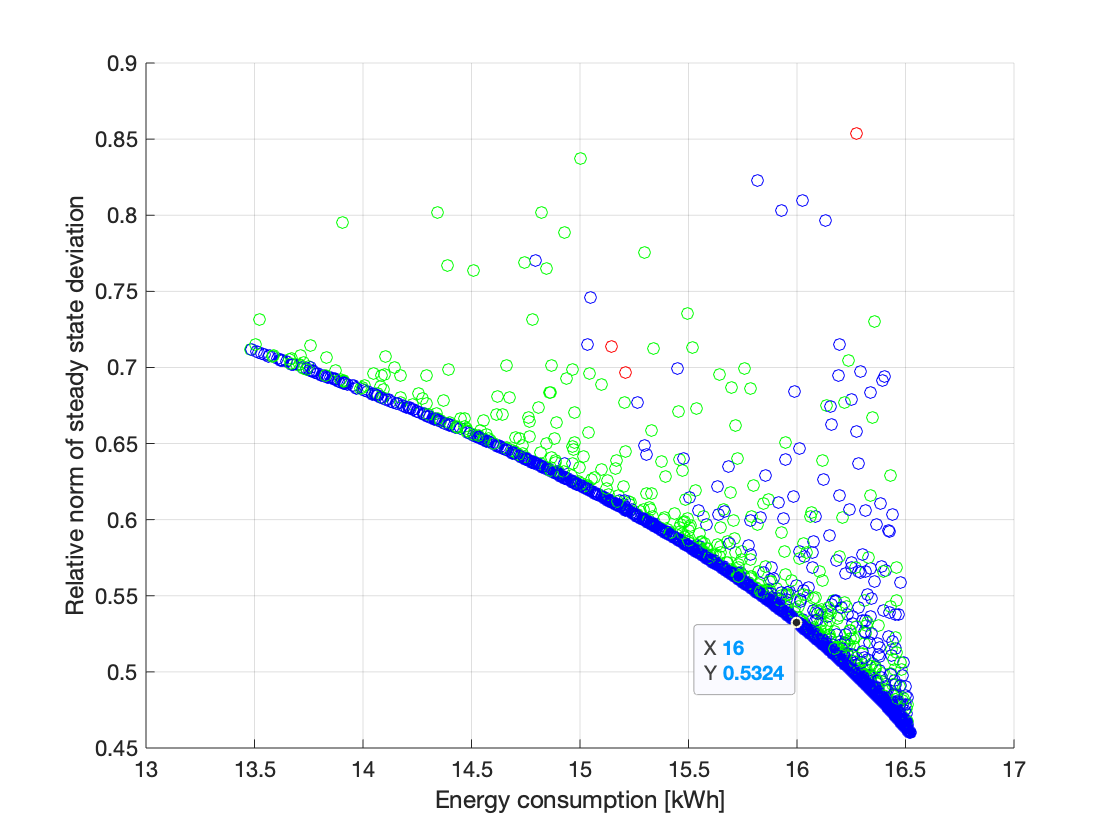 0.9
0.85
0.8
0.75
0.7
0.65
0.6
0.55
0.5
0.45
Relative norm of steady state deviation
X 16
Y 0.5324
13 13.5 14 14.5 15 15.5 16 16.5 17
Energy consumption [kWh]